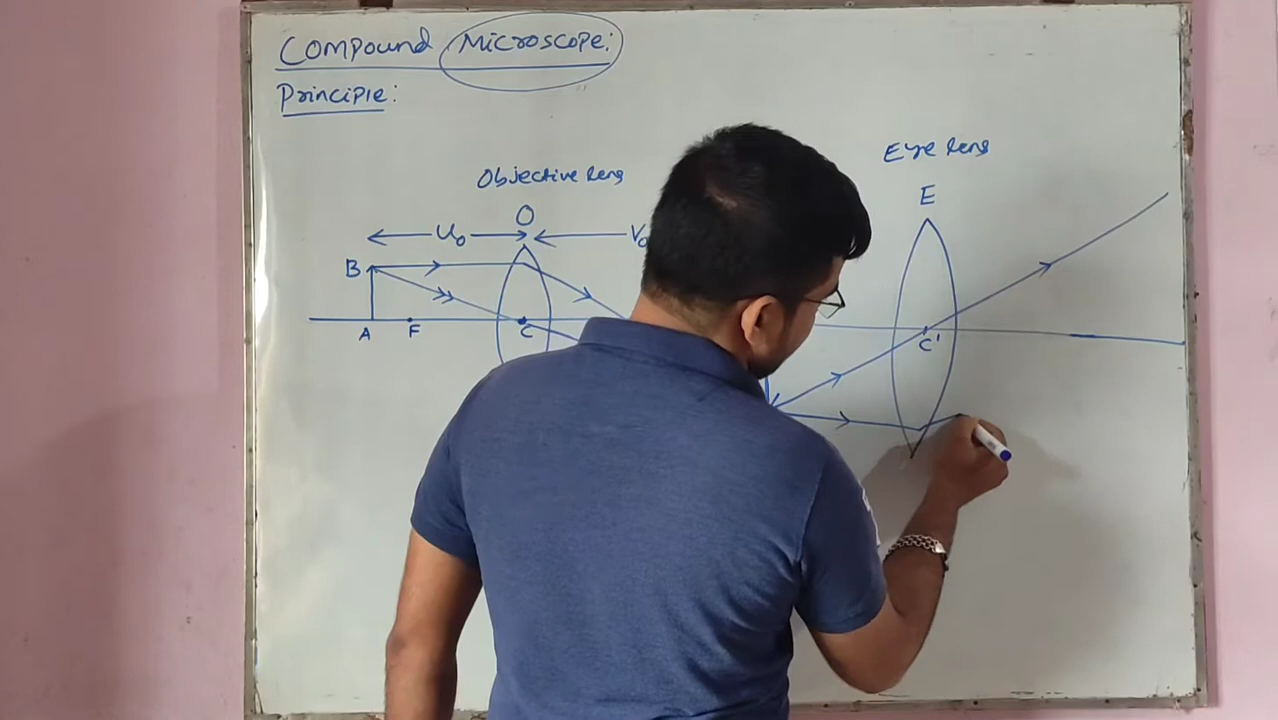 Compound Microscope:
Principle:
Objective lens
Eye lens
O
E
U₀
V₀
B
A
F
C
C'